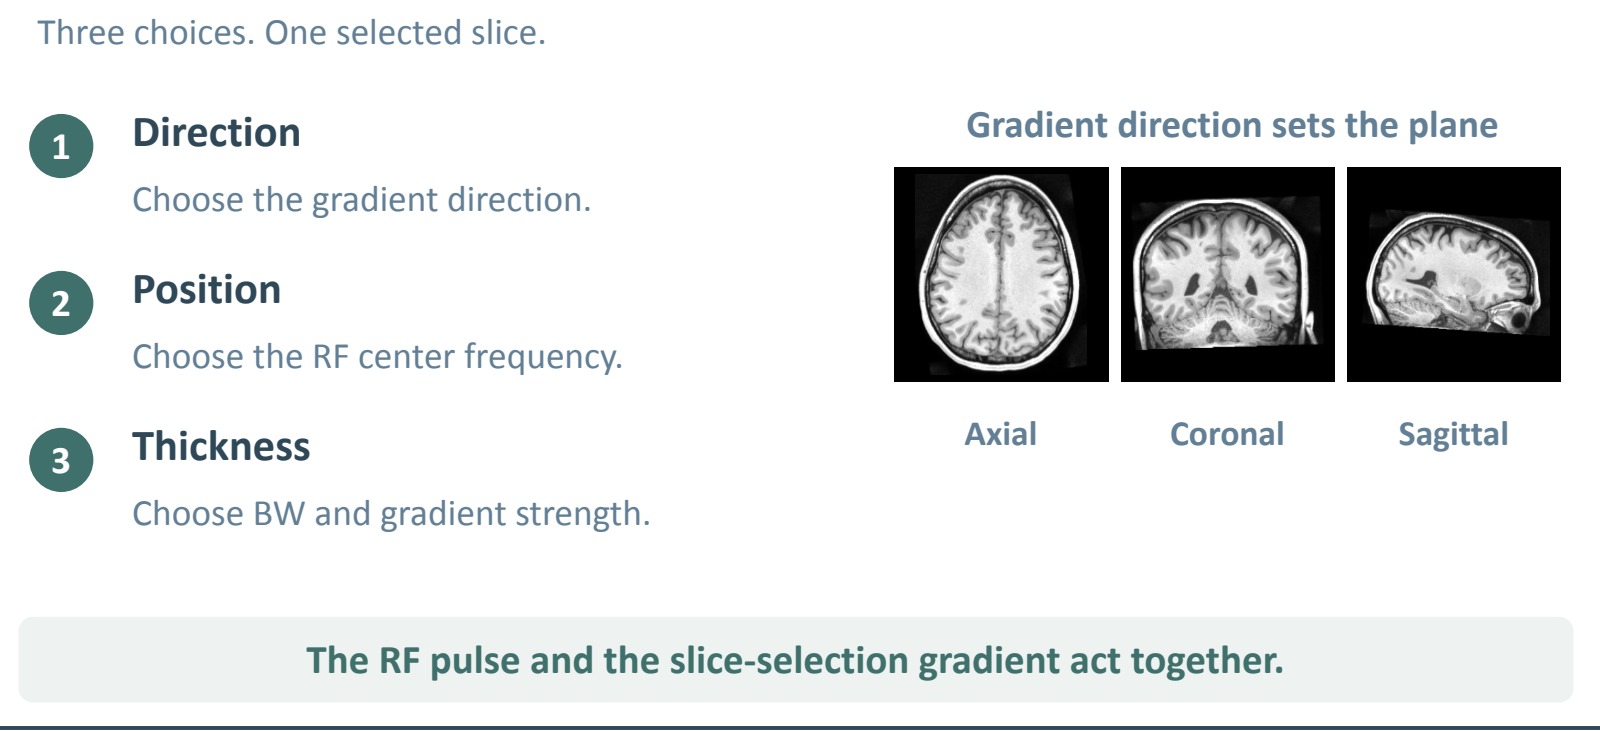 Three choices. One selected slice.
1
Direction
Choose the gradient direction.
2
Position
Choose the RF center frequency.
3
Thickness
Choose BW and gradient strength.
Gradient direction sets the plane
Axial
Coronal
Sagittal
The RF pulse and the slice-selection gradient act together.